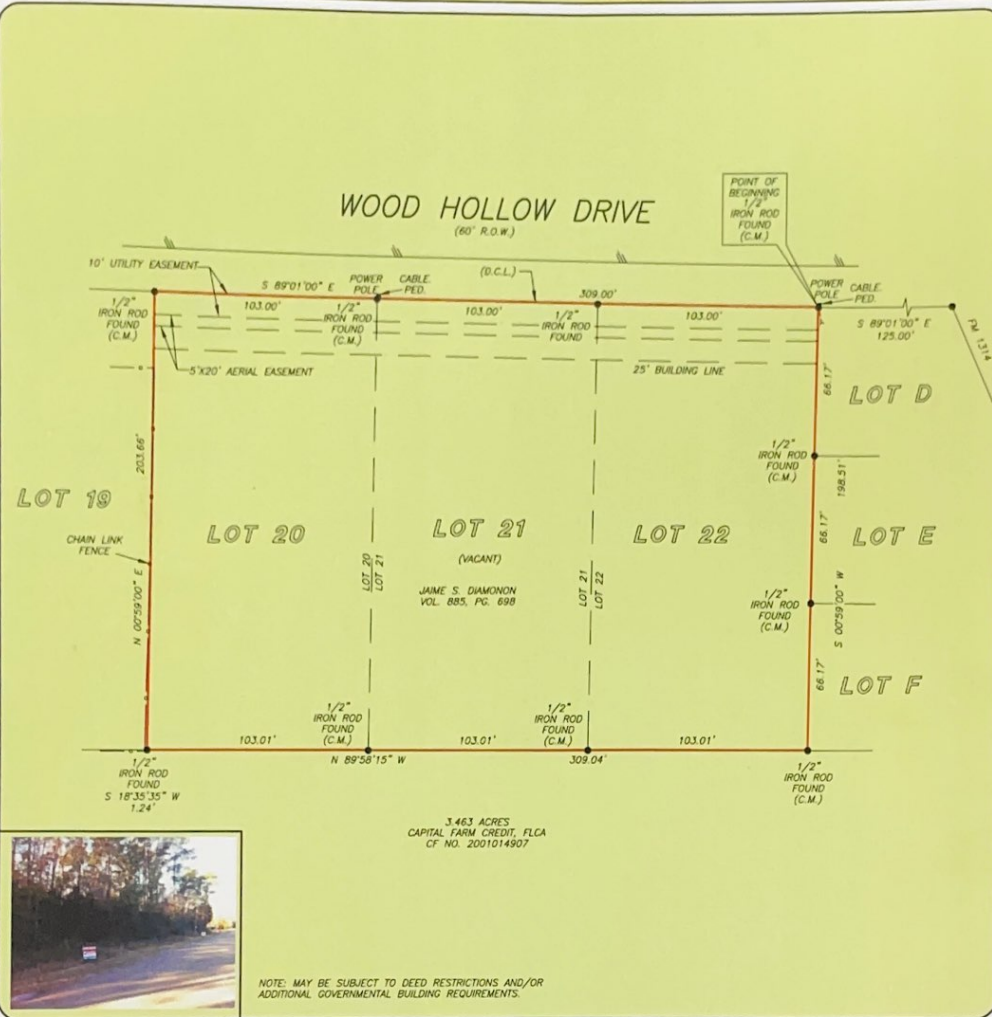 WOOD HOLLOW DRIVE
(60' R.O.W.)
POINT OF
BEGINNING
1/2"
IRON ROD
FOUND
(C.M.)
10' UTILITY EASEMENT
S 89°01'00" E
POWER
POLE
CABLE
PED.
(D.C.L.)
309.00'
POWER
POLE
CABLE
PED.
1/2"
IRON ROD
FOUND
(C.M.)
103.00'
1/2"
IRON ROD
FOUND
(C.M.)
103.00'
1/2"
IRON ROD
FOUND
103.00'
S 89°01'00" E
125.00'
FM 1314
5'X20' AERIAL EASEMENT
25' BUILDING LINE
66.17'
LOT D
203.66'
1/2"
IRON ROD
FOUND
(C.M.)
198.51'
LOT 19
LOT 20
LOT 21
(VACANT)
LOT 22
66.17'
LOT E
CHAIN LINK
FENCE
LOT 20
LOT 21
JAIME S. DIAMONON
VOL. 885, PG. 698
LOT 21
LOT 22
N 00°59'00" E
1/2"
IRON ROD
FOUND
(C.M.)
S 00°59'00" W
66.17'
LOT F
1/2"
IRON ROD
FOUND
(C.M.)
1/2"
IRON ROD
FOUND
(C.M.)
103.01'
103.01'
103.01'
N 89°58'15" W
309.04'
1/2"
IRON ROD
FOUND
S 18°35'35" W
1.24'
1/2"
IRON ROD
FOUND
(C.M.)
3.463 ACRES
CAPITAL FARM CREDIT, FLCA
CF NO. 2001014907
NOTE: MAY BE SUBJECT TO DEED RESTRICTIONS AND/OR
ADDITIONAL GOVERNMENTAL BUILDING REQUIREMENTS.